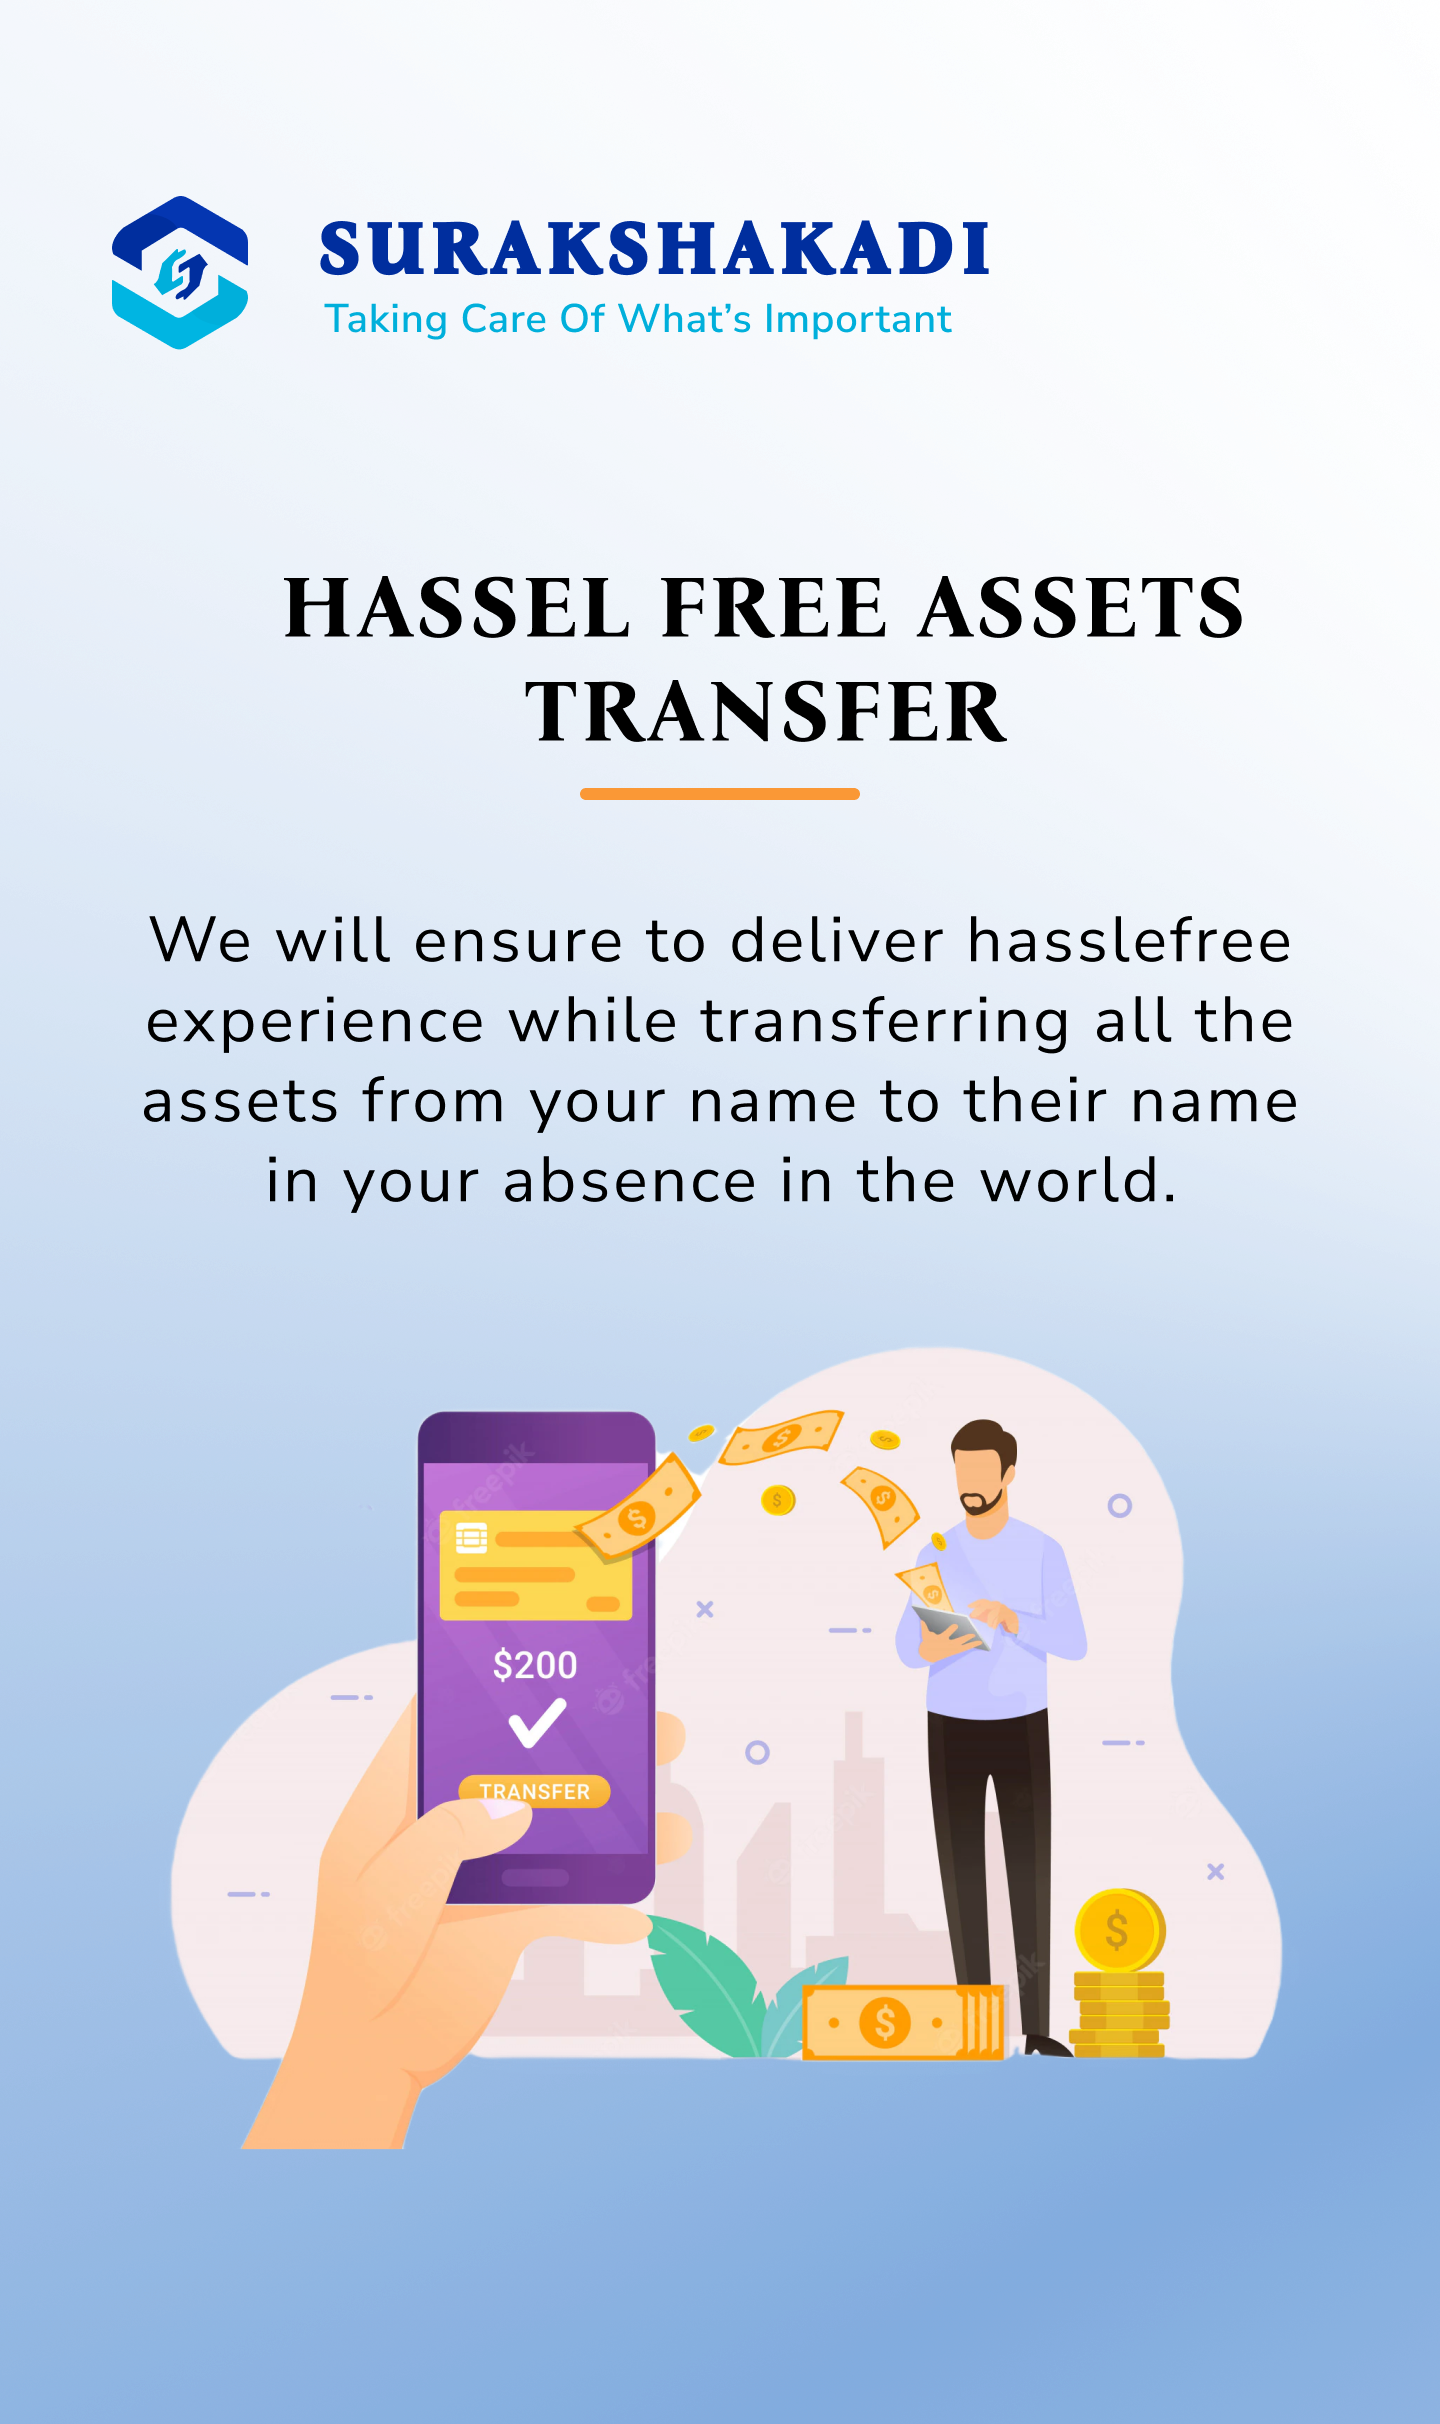 SURAKSHAKADI
Taking Care Of What's Important
HASSEL FREE ASSETS
TRANSFER
We will ensure to deliver hasslefree
experience while transferring all the
assets from your name to their name
in your absence in the world.
$200
TRANSFER
freepik